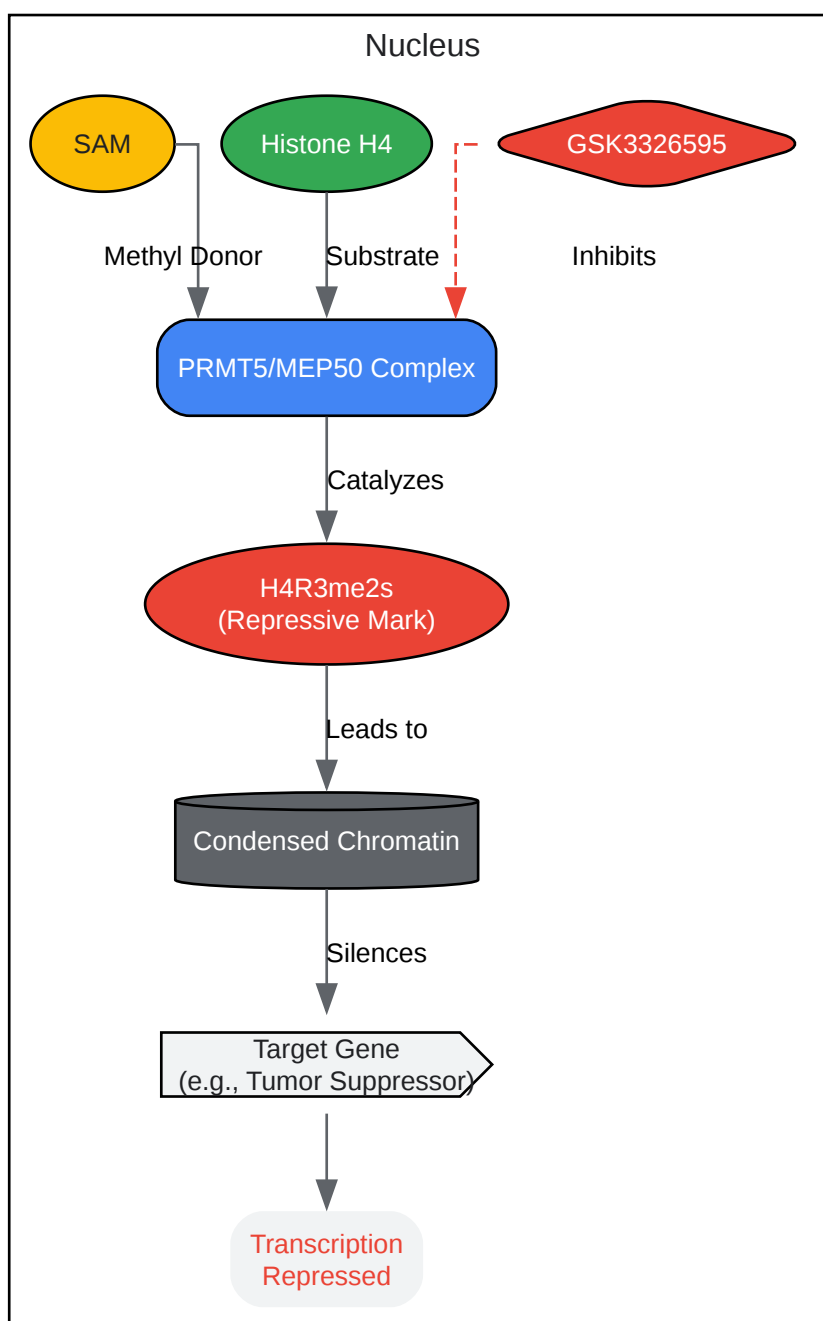 Nucleus
SAM
Histone H4
GSK3326595
Methyl Donor
Substrate
Inhibits
PRMT5/MEP50 Complex
Catalyzes
H4R3me2s
(Repressive Mark)
Leads to
Condensed Chromatin
Silences
Target Gene
(e.g., Tumor Suppressor)
Transcription
Repressed